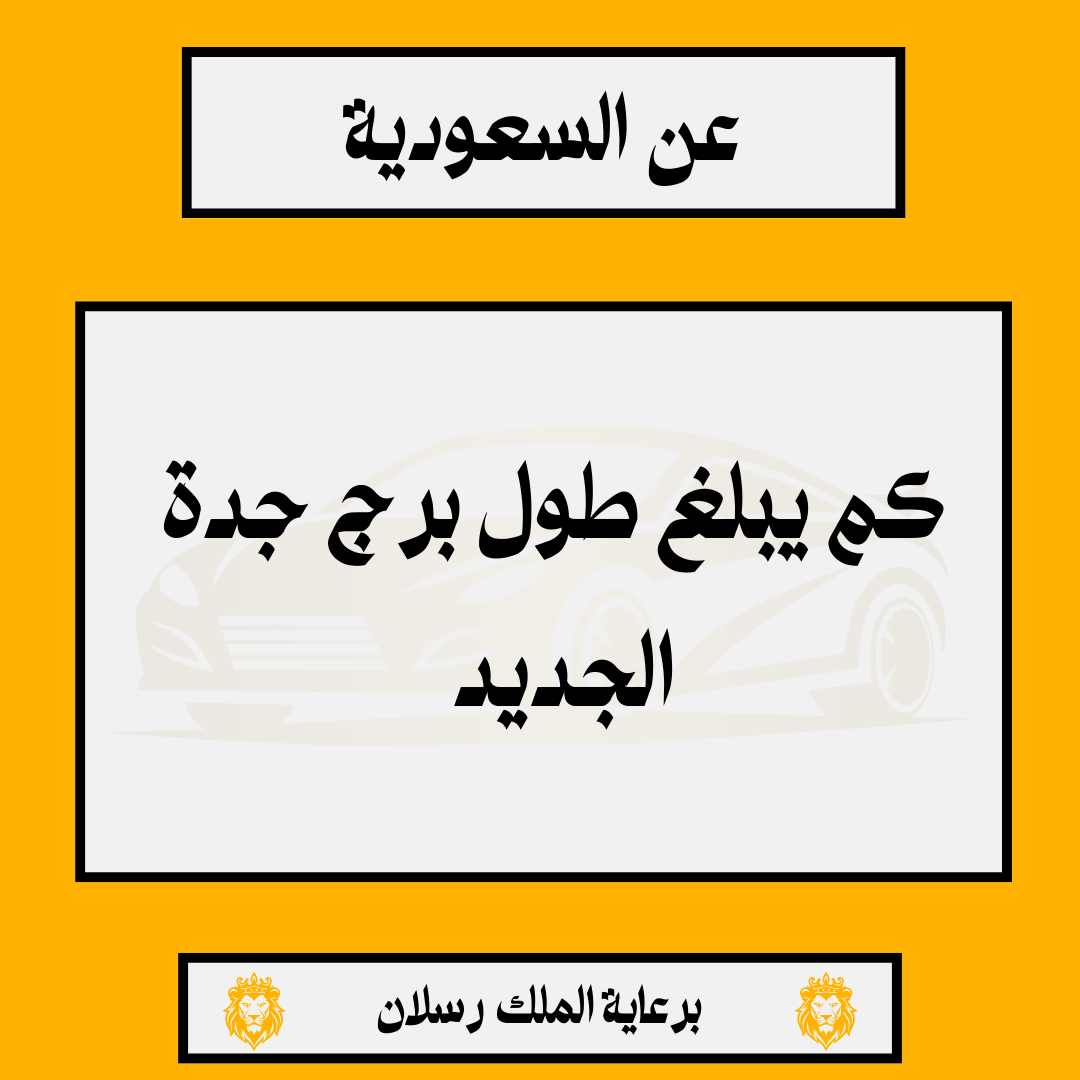 عن السعودية
كم يبلغ طول برج جدة
الجديد
برعاية الملك رسلان